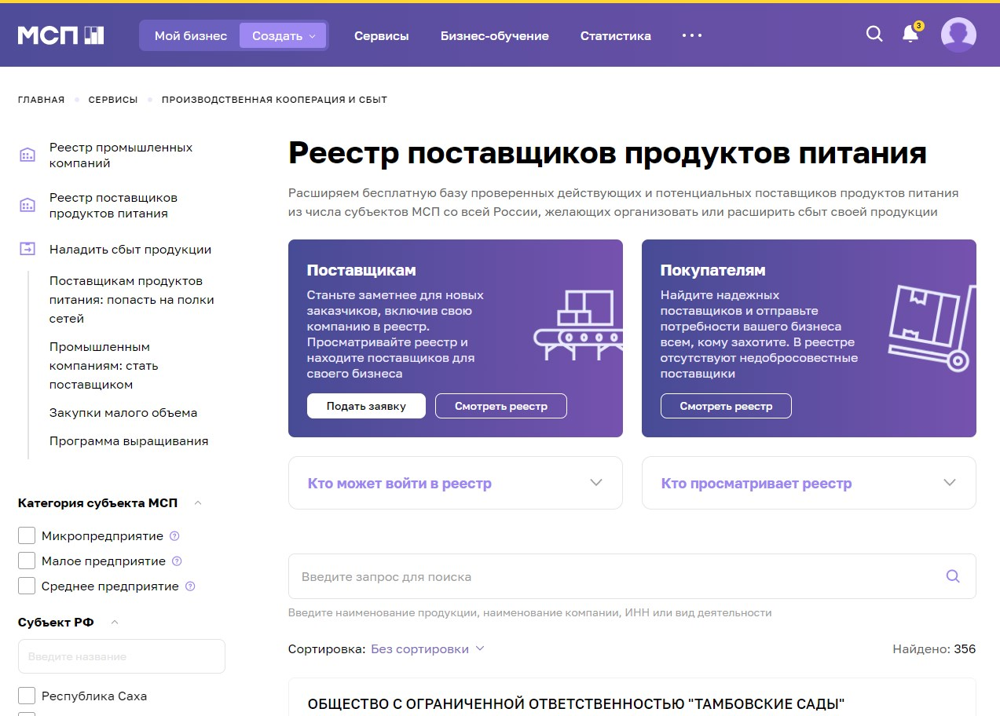 МСП
Мой бизнес
Создать
Сервисы
Бизнес-обучение
Статистика
3
ГЛАВНАЯ
СЕРВИСЫ
ПРОИЗВОДСТВЕННАЯ КООПЕРАЦИЯ И СБЫТ
Реестр промышленных
компаний
Реестр поставщиков
продуктов питания
Наладить сбыт продукции
Поставщикам продуктов
питания: попасть на полки
сетей
Промышленным
компаниям: стать
поставщиком
Закупки малого объема
Программа выращивания
Категория субъекта МСП
Микропредприятие ?
Малое предприятие ?
Среднее предприятие ?
Субъект РФ
Введите название
Республика Саха
Реестр поставщиков продуктов питания
Расширяем бесплатную базу проверенных действующих и потенциальных поставщиков продуктов питания
из числа субъектов МСП со всей России, желающих организовать или расширить сбыт своей продукции
Поставщикам
Станьте заметнее для новых
заказчиков, включив свою
компанию в реестр.
Просматривайте реестр и
находите поставщиков для
своего бизнеса
Подать заявку
Смотреть реестр
Покупателям
Найдите надежных
поставщиков и отправьте
потребности вашего бизнеса
всем, кому захотите. В реестре
отсутствуют недобросовестные
поставщики
Смотреть реестр
Кто может войти в реестр
Кто просматривает реестр
Введите запрос для поиска
Введите наименование продукции, наименование компании, ИНН или вид деятельности
Сортировка: Без сортировки
Найдено: 356
ОБЩЕСТВО С ОГРАНИЧЕННОЙ ОТВЕТСТВЕННОСТЬЮ "ТАМБОВСКИЕ САДЫ"